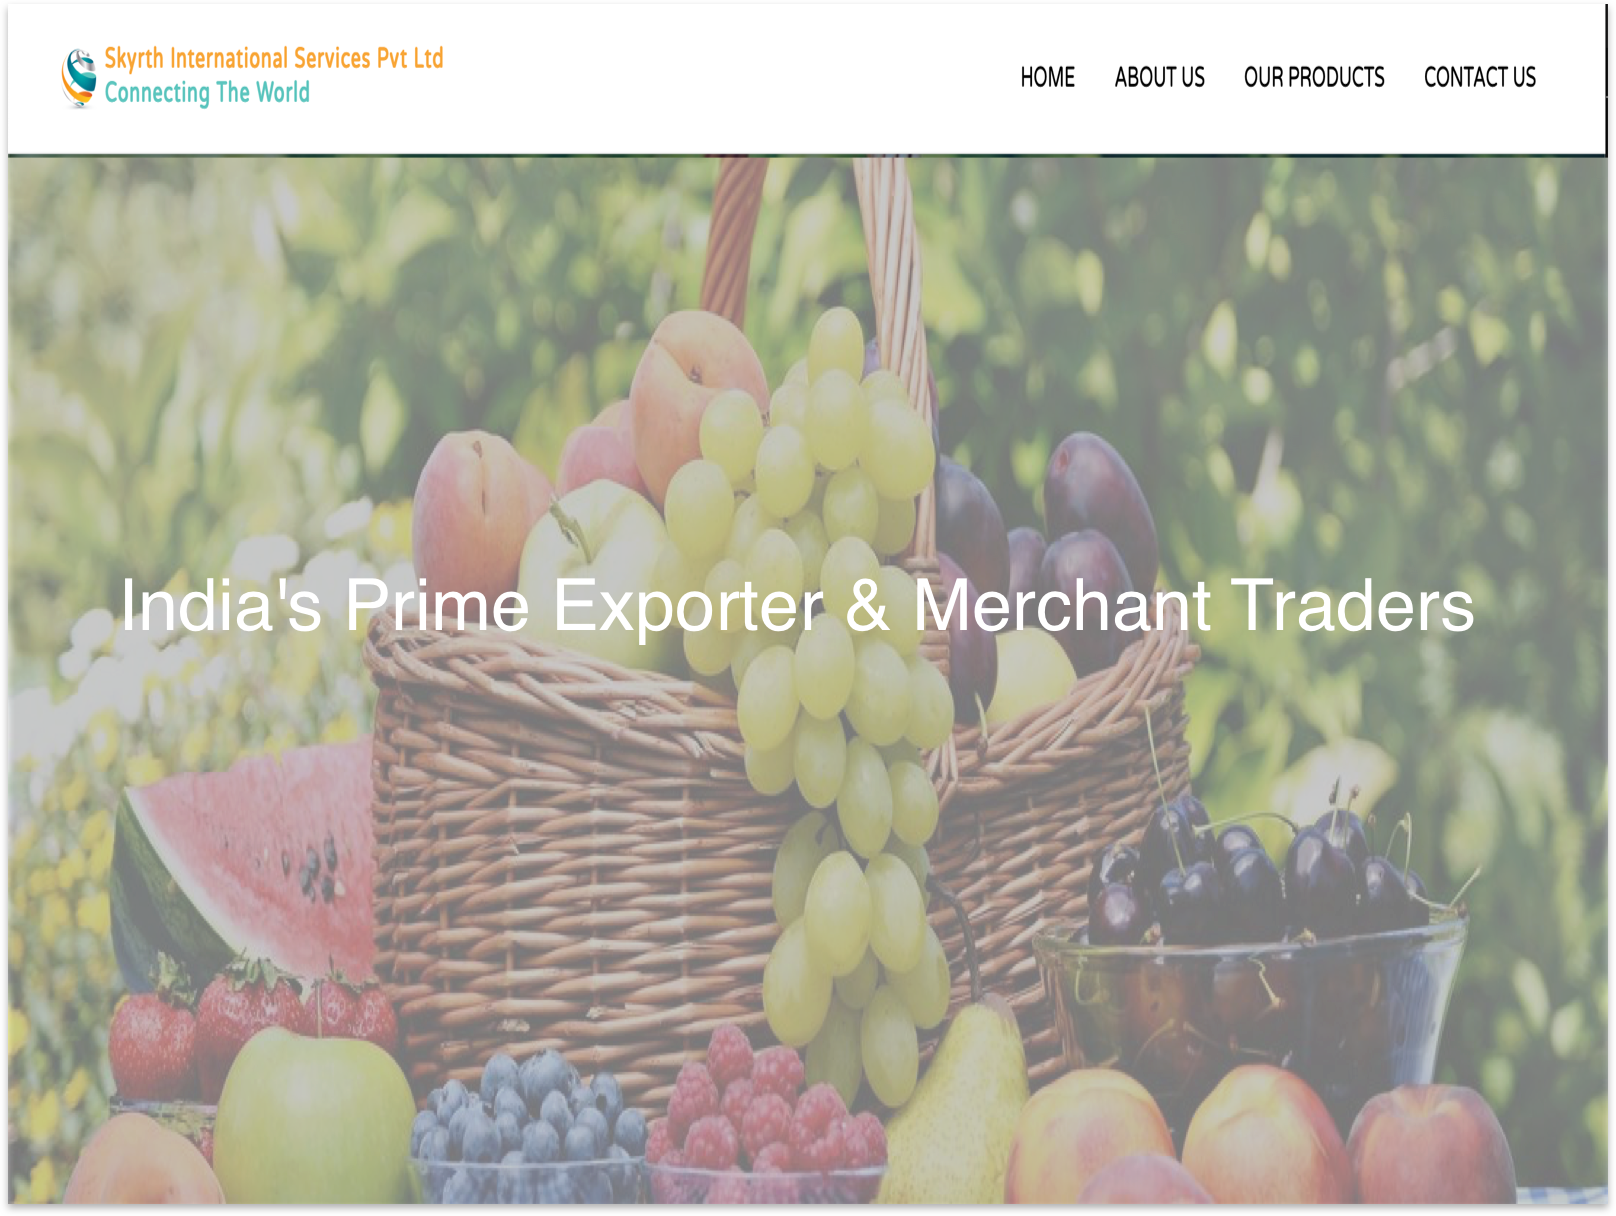 Skyrth International Services Pvt Ltd
Connecting The World
HOME ABOUT US OUR PRODUCTS CONTACT US
India's Prime Exporter & Merchant Traders